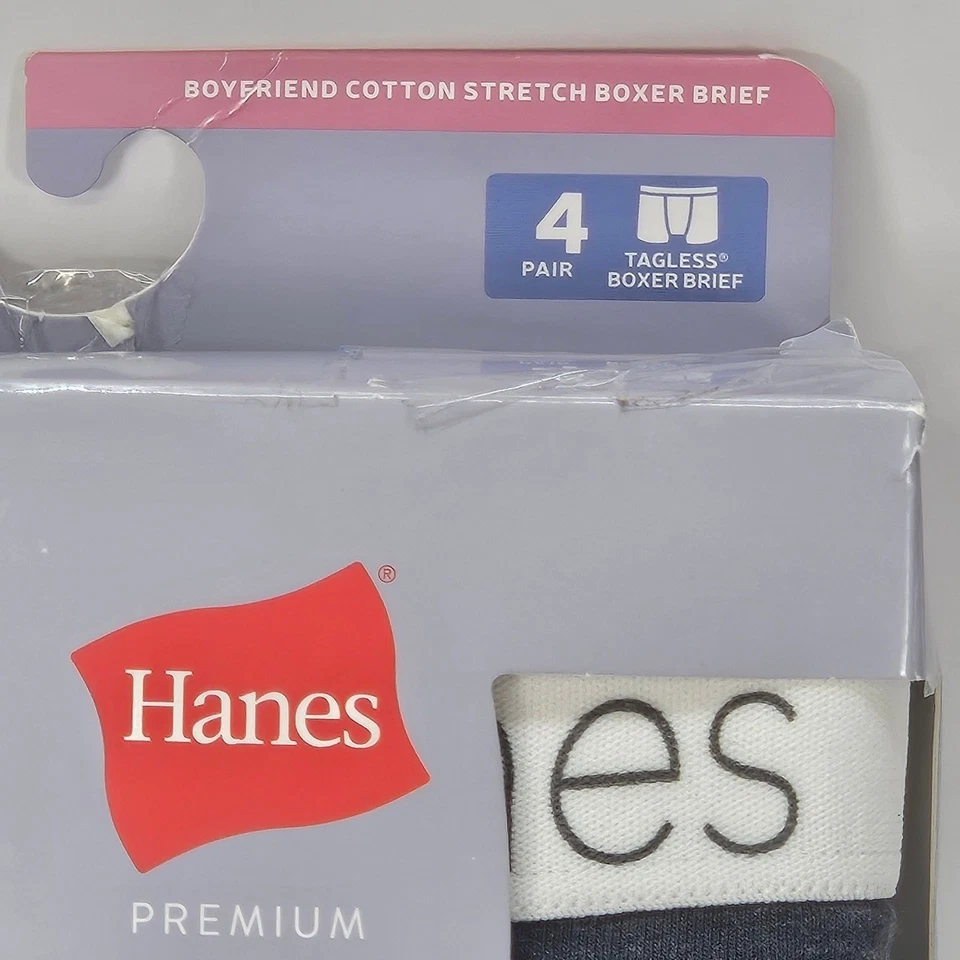 BOYFRIEND COTTON STRETCH BOXER BRIEF
4
PAIR
TAGLESS®
BOXER BRIEF
Hanes®
es
PREMIUM